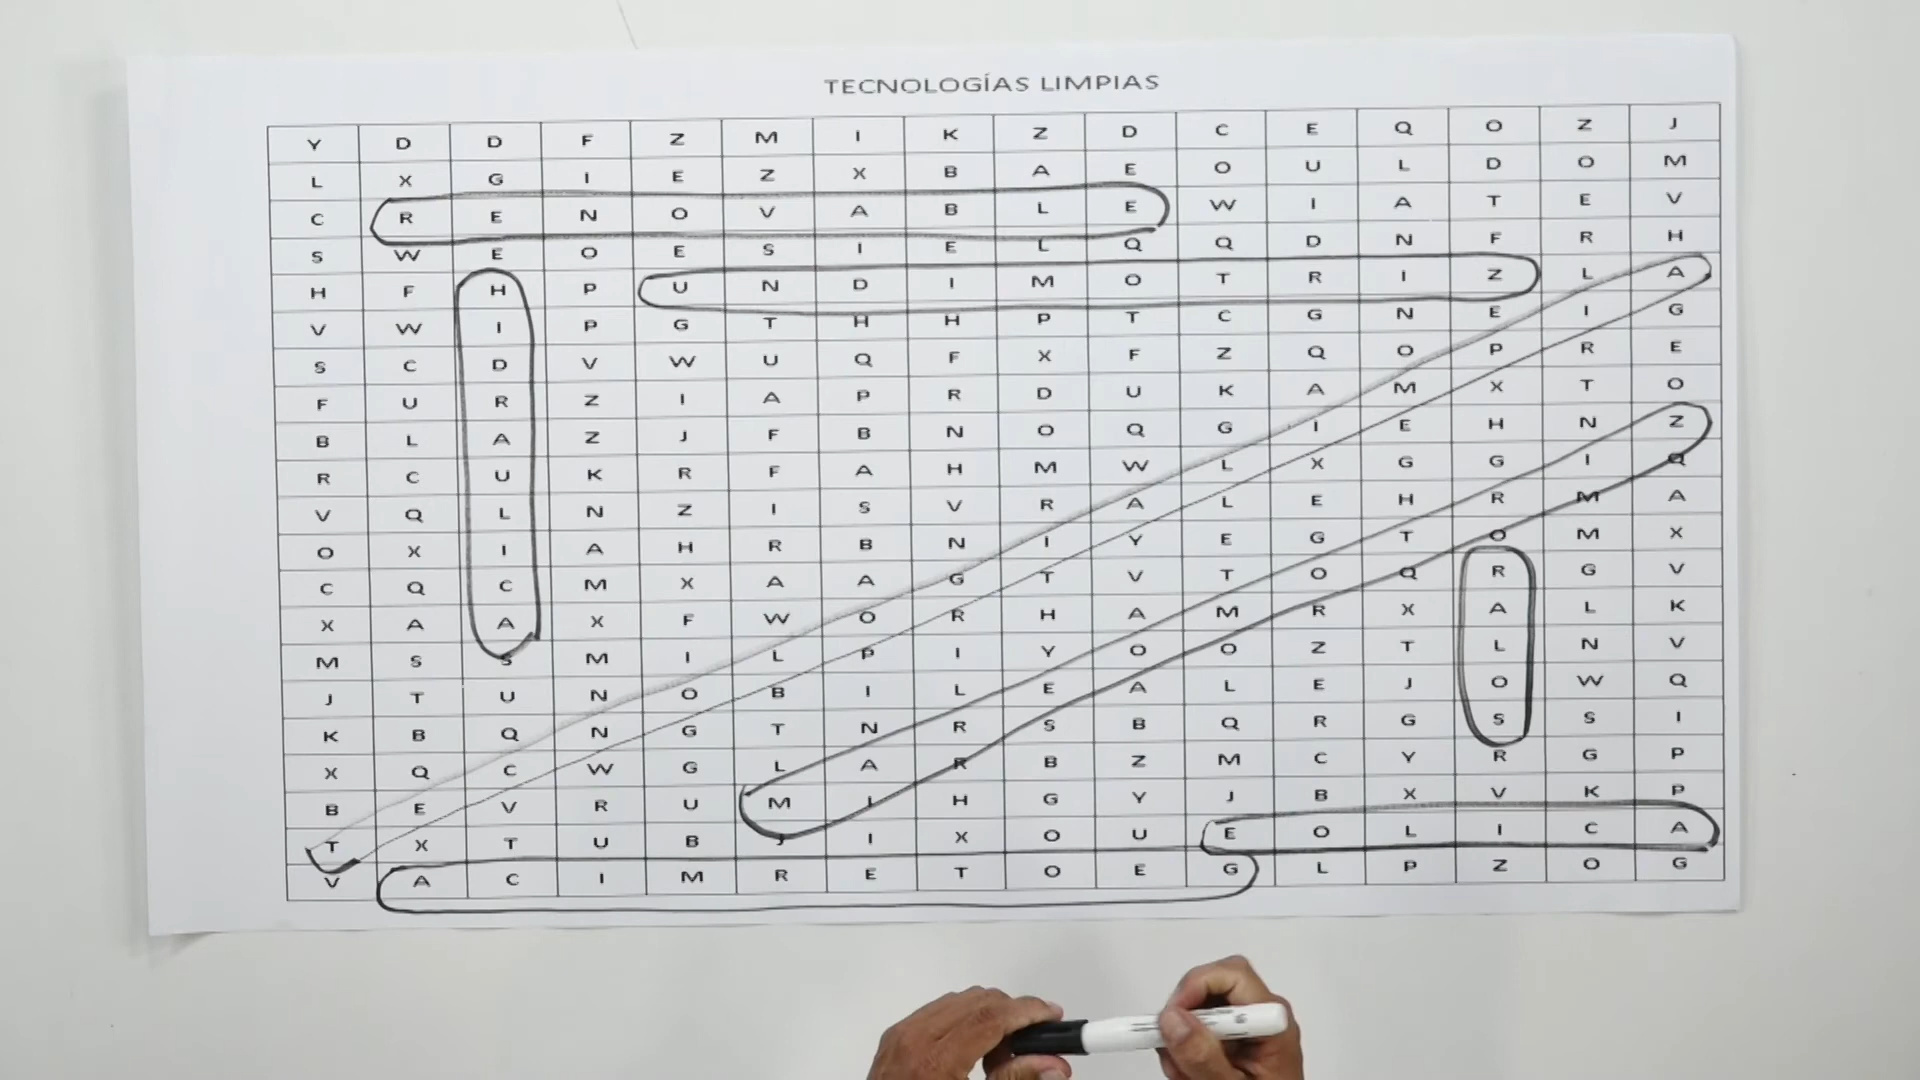 TECNOLOGÍAS LIMPIAS
Y D D F Z M I K Z D C E Q O Z J
L X G I E Z X B A E O U L D O M
C R E N O V A B L E W I A T E V
S W E O E S I E L Q Q D N F R H
H F H P U N D I M O T R I Z L A
V W I P G T H H P T C G N E I G
S C D V W U Q F X F Z Q O P R E
F U R Z I A P R D U K A M X T O
B L A Z J F B N O Q G I E H N Z
R C U K R F A H M W L X G G I Q
V Q L N Z I S V R A L E H R M A
O X I A H R B N I Y E G T O M X
C Q C M X A A G T V T O Q R G V
X A A X F W O R H A M R X A L K
M S S M I L P I Y O O Z T L N V
J T U N O B I L E A L E J O W Q
K B Q N G T N R S B Q R G S S I
X Q C W G L A R B Z M C Y R G P
B E V R U M I H G Y J B X V K P
T X T U B J I X O U E O L I C A
V A C I M R E T O E G L P Z O G